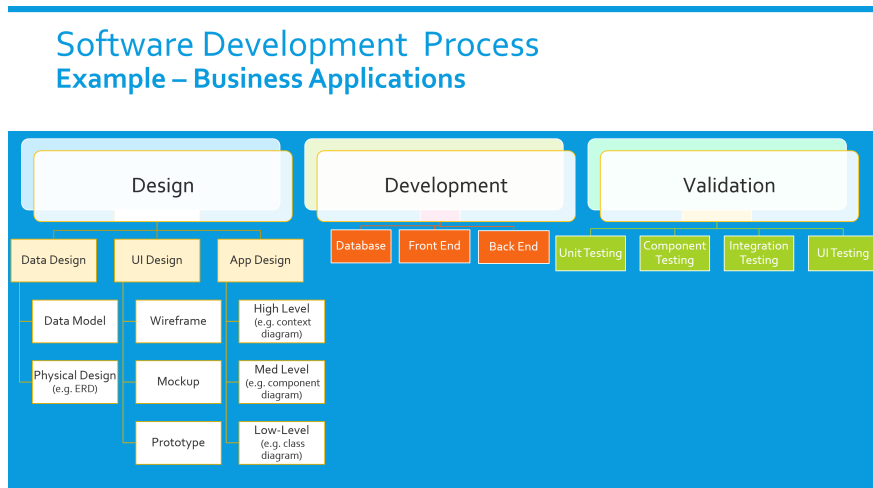 Software Development Process
Example – Business Applications
Design
Development
Validation
Data Design
UI Design
App Design
Database
Front End
Back End
Unit Testing
Component
Testing
Integration
Testing
UI Testing
Data Model
Wireframe
High Level
(e.g. context
diagram)
Physical Design
(e.g. ERD)
Mockup
Med Level
(e.g. component
diagram)
Prototype
Low-Level
(e.g. class
diagram)